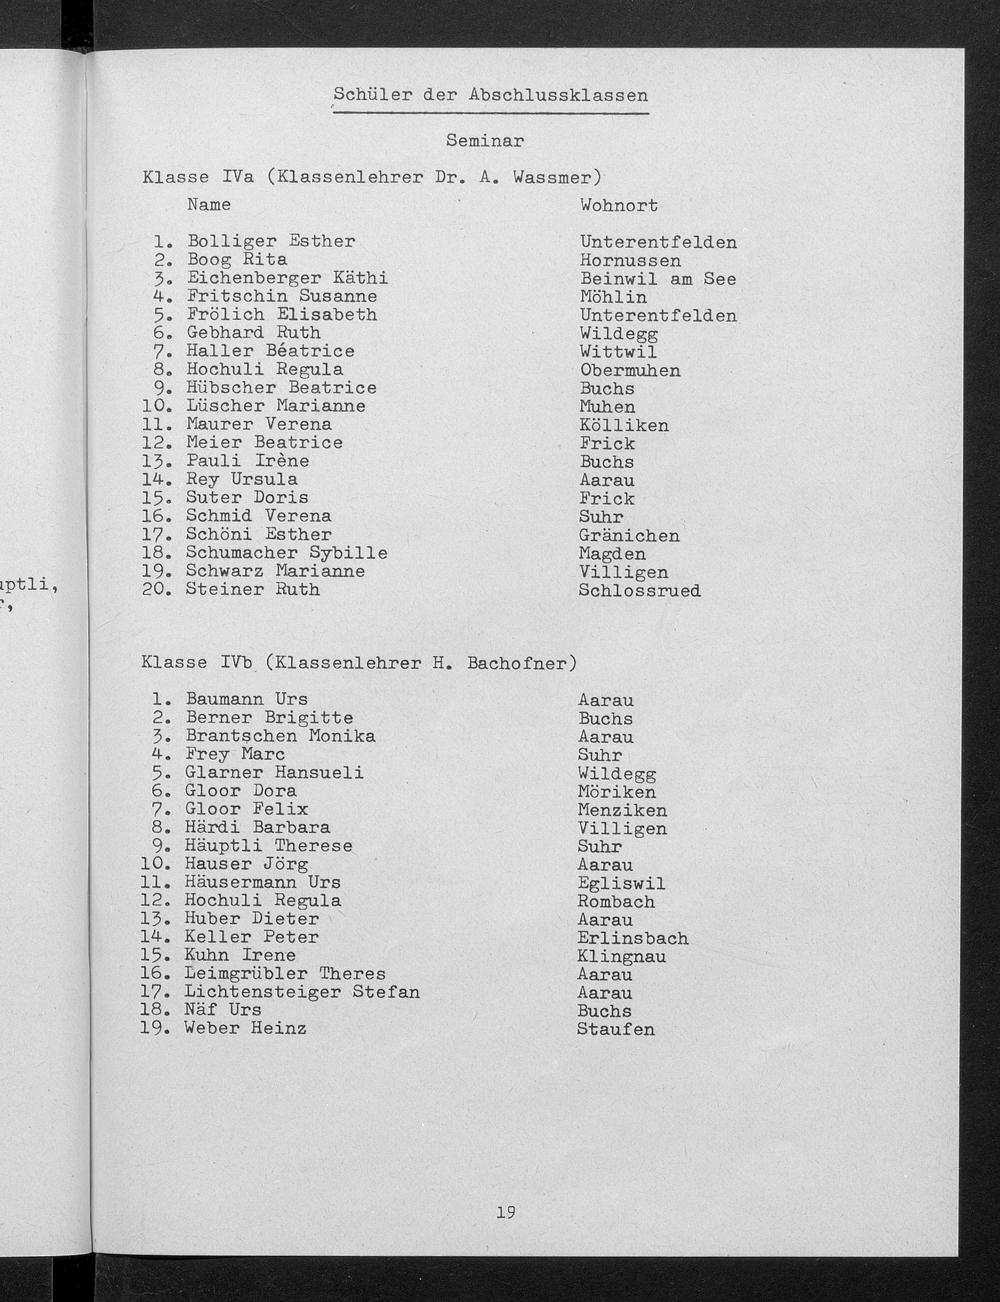 Schüler der Abschlussklassen
Seminar
Klasse IVa (Klassenlehrer Dr. A. Wassmer)
Name Wohnort
1. Bolliger Esther Unterentfelden
2. Boog Rita Hornussen
3. Eichenberger Käthi Beinwil am See
4. Fritschin Susanne Möhlin
5. Frölich Elisabeth Unterentfelden
6. Gebhard Ruth Wildegg
7. Haller Béatrice Wittwil
8. Hochuli Regula Obermuhen
9. Hübscher Beatrice Buchs
10. Lüscher Marianne Muhen
11. Maurer Verena Kölliken
12. Meier Beatrice Frick
13. Pauli Irène Buchs
14. Rey Ursula Aarau
15. Suter Doris Frick
16. Schmid Verena Suhr
17. Schöni Esther Gränichen
18. Schumacher Sybille Magden
19. Schwarz Marianne Villigen
20. Steiner Ruth Schlossrued
Klasse IVb (Klassenlehrer H. Bachofner)
1. Baumann Urs Aarau
2. Berner Brigitte Buchs
3. Brantschen Monika Aarau
4. Frey Marc Suhr
5. Glarner Hansueli Wildegg
6. Gloor Dora Möriken
7. Gloor Felix Menziken
8. Härdi Barbara Villigen
9. Häuptli Therese Suhr
10. Hauser Jörg Aarau
11. Häusermann Urs Egliswil
12. Hochuli Regula Rombach
13. Huber Dieter Aarau
14. Keller Peter Erlinsbach
15. Kuhn Irene Klingnau
16. Leimgrübler Theres Aarau
17. Lichtensteiger Stefan Aarau
18. Näf Urs Buchs
19. Weber Heinz Staufen
19